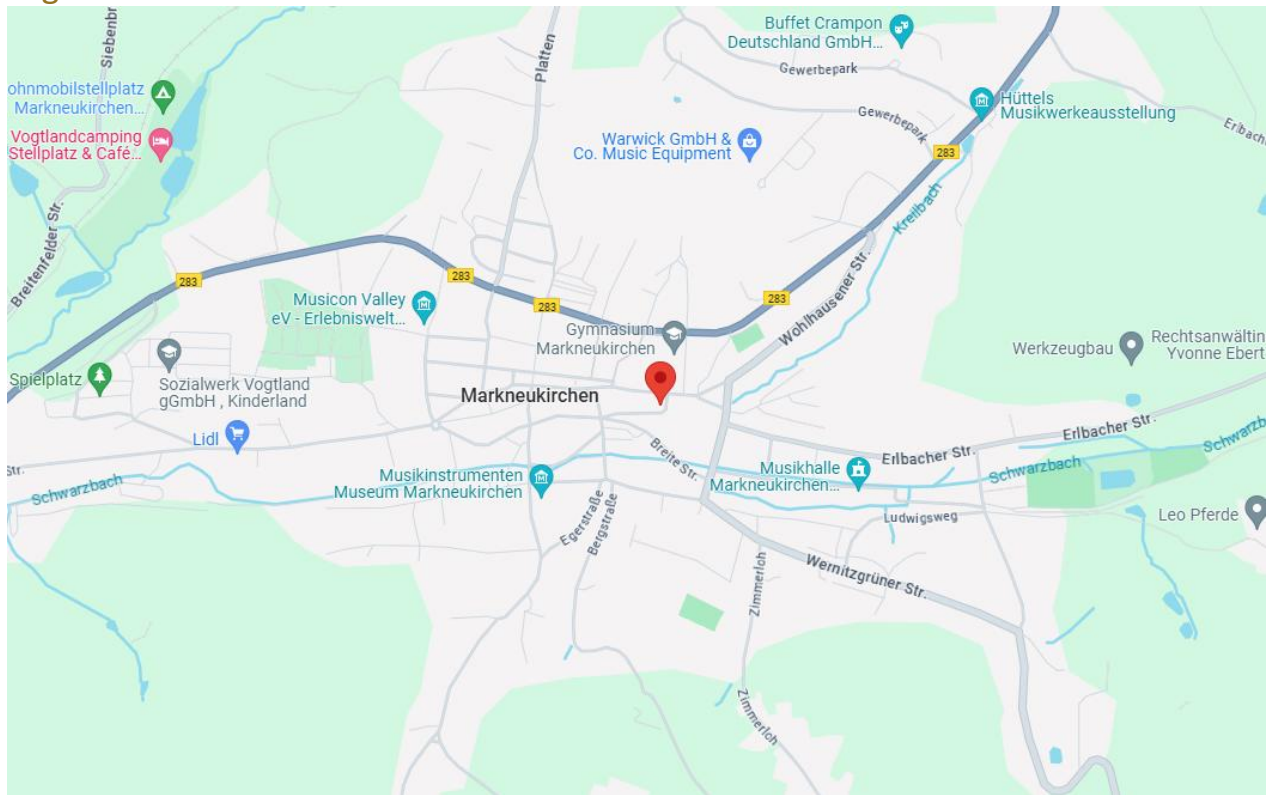 Siebenbr
Platten
Buffet Crampon
Deutschland GmbH...
Gewerbepark
Hüttels
Musikwerkeausstellung
ohnmobilstellplatz
Markneukirchen...
Vogtlandcamping
Stellplatz & Café...
Gewerbepark
Erlbach
Warwick GmbH &
Co. Music Equipment
283
Kreilbach
Breitenfelder Str.
283
283
Musicon Valley
eV - Erlebniswelt...
283
283
Wohlhausener Str.
Gymnasium
Markneukirchen
Werkzeugbau
Rechtsanwältin
Yvonne Ebert
Spielplatz
Sozialwerk Vogtland
gGmbH , Kinderland
Markneukirchen
Lidl
Erlbacher Str.
Erlbacher Str.
Schwarzb
Str.
Breite Str.
Schwarzbach
Musikinstrumenten
Museum Markneukirchen
Musikhalle
Markneukirchen...
Schwarzbach
Egerstraße
Bergstraße
Ludwigsweg
Leo Pferde
Wernitzgrüner Str.
Zimmerloh
Zimmerloh